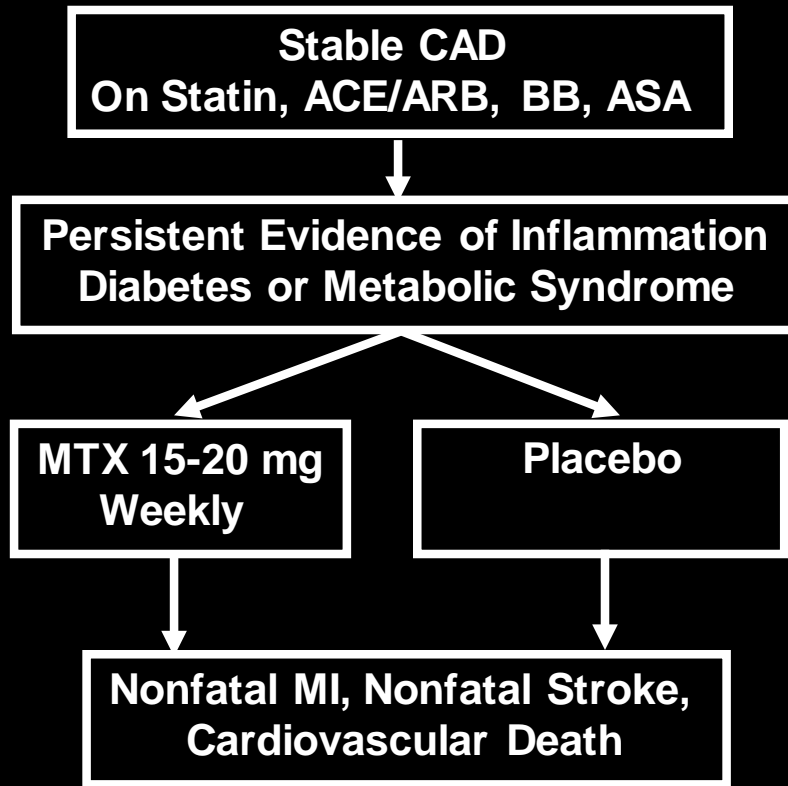 Stable CAD
On Statin, ACE/ARB, BB, ASA
Persistent Evidence of Inflammation
Diabetes or Metabolic Syndrome
MTX 15-20 mg
Weekly
Placebo
Nonfatal MI, Nonfatal Stroke,
Cardiovascular Death